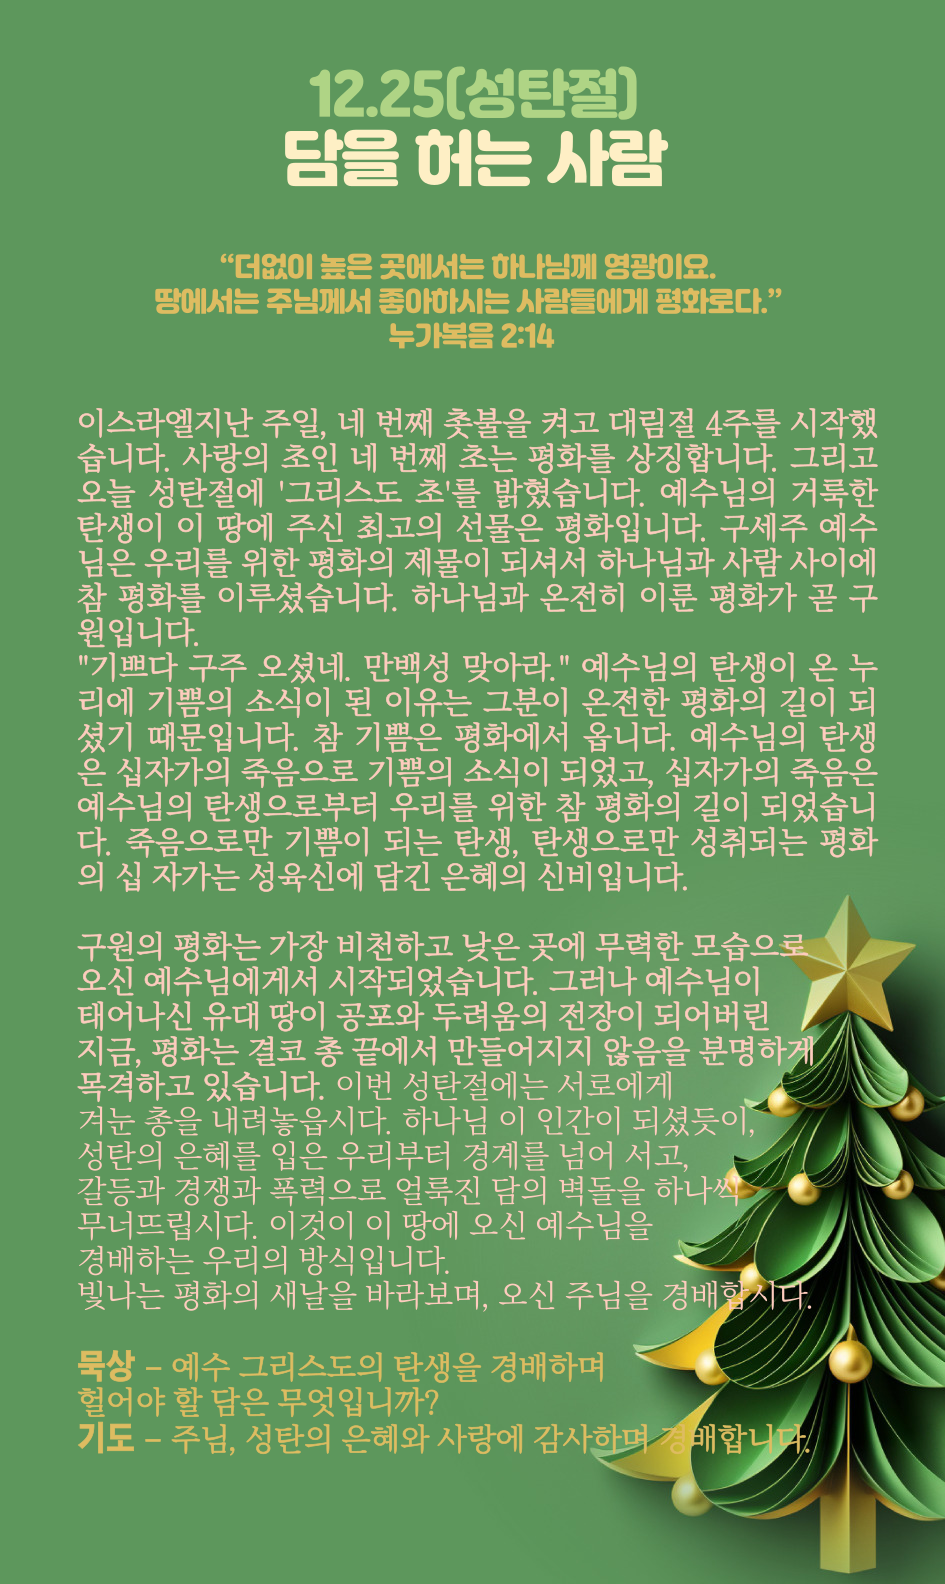 12.25(성탄절)
담을 허는 사람
“더없이 높은 곳에서는 하나님께 영광이요.
땅에서는 주님께서 좋아하시는 사람들에게 평화로다.”
누가복음 2:14
이스라엘지난 주일, 네 번째 촛불을 켜고 대림절 4주를 시작했
습니다. 사랑의 초인 네 번째 초는 평화를 상징합니다. 그리고
오늘 성탄절에 '그리스도 초'를 밝혔습니다. 예수님의 거룩한
탄생이 이 땅에 주신 최고의 선물은 평화입니다. 구세주 예수
님은 우리를 위한 평화의 제물이 되셔서 하나님과 사람 사이에
참 평화를 이루셨습니다. 하나님과 온전히 이룬 평화가 곧 구
원입니다.
"기쁘다 구주 오셨네. 만백성 맞아라." 예수님의 탄생이 온 누
리에 기쁨의 소식이 된 이유는 그분이 온전한 평화의 길이 되
셨기 때문입니다. 참 기쁨은 평화에서 옵니다. 예수님의 탄생
은 십자가의 죽음으로 기쁨의 소식이 되었고, 십자가의 죽음은
예수님의 탄생으로부터 우리를 위한 참 평화의 길이 되었습니
다. 죽음으로만 기쁨이 되는 탄생, 탄생으로만 성취되는 평화
의 십 자가는 성육신에 담긴 은혜의 신비입니다.
구원의 평화는 가장 비천하고 낮은 곳에 무력한 모습으로
오신 예수님에게서 시작되었습니다. 그러나 예수님이
태어나신 유대 땅이 공포와 두려움의 전장이 되어버린
지금, 평화는 결코 총 끝에서 만들어지지 않음을 분명하게
목격하고 있습니다. 이번 성탄절에는 서로에게
겨눈 총을 내려놓읍시다. 하나님 이 인간이 되셨듯이,
성탄의 은혜를 입은 우리부터 경계를 넘어 서고,
갈등과 경쟁과 폭력으로 얼룩진 담의 벽돌을 하나씩
무너뜨립시다. 이것이 이 땅에 오신 예수님을
경배하는 우리의 방식입니다.
빛나는 평화의 새날을 바라보며, 오신 주님을 경배합시다.
묵상 – 예수 그리스도의 탄생을 경배하며
헐어야 할 담은 무엇입니까?
기도 – 주님, 성탄의 은혜와 사랑에 감사하며 경배합니다.